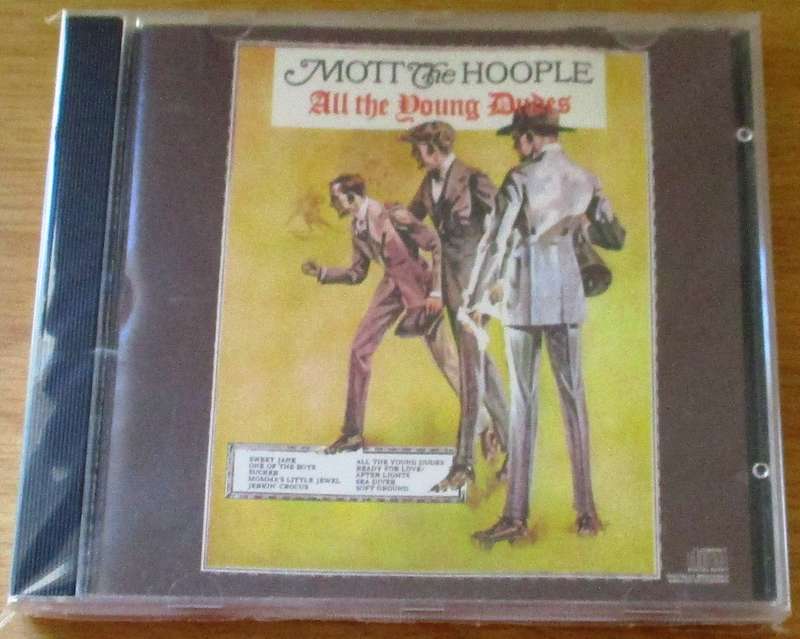 MOTT The HOOPLE
All the Young Dudes
SWEET JANE
ONE OF THE BOYS
SUCKER
MOMMA'S LITTLE JEWEL
JERKIN' CROCUS
ALL THE YOUNG DUDES
READY FOR LOVE/
AFTER LIGHTS
SEA DIVER
SOFT GROUND